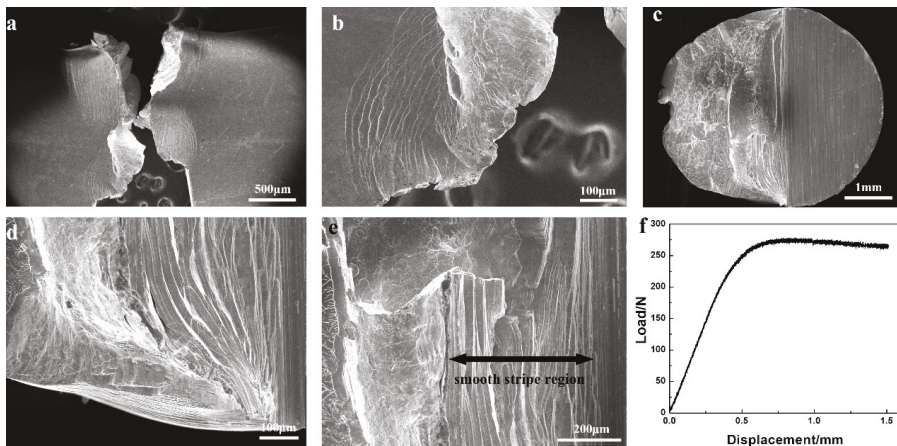 a
500μm
b
100μm
c
1mm
d
100μm
e
smooth stripe region
200μm
f
300
250
200
150
100
50
0
Load/N
0.0 0.5 1.0 1.5
Displacement/mm